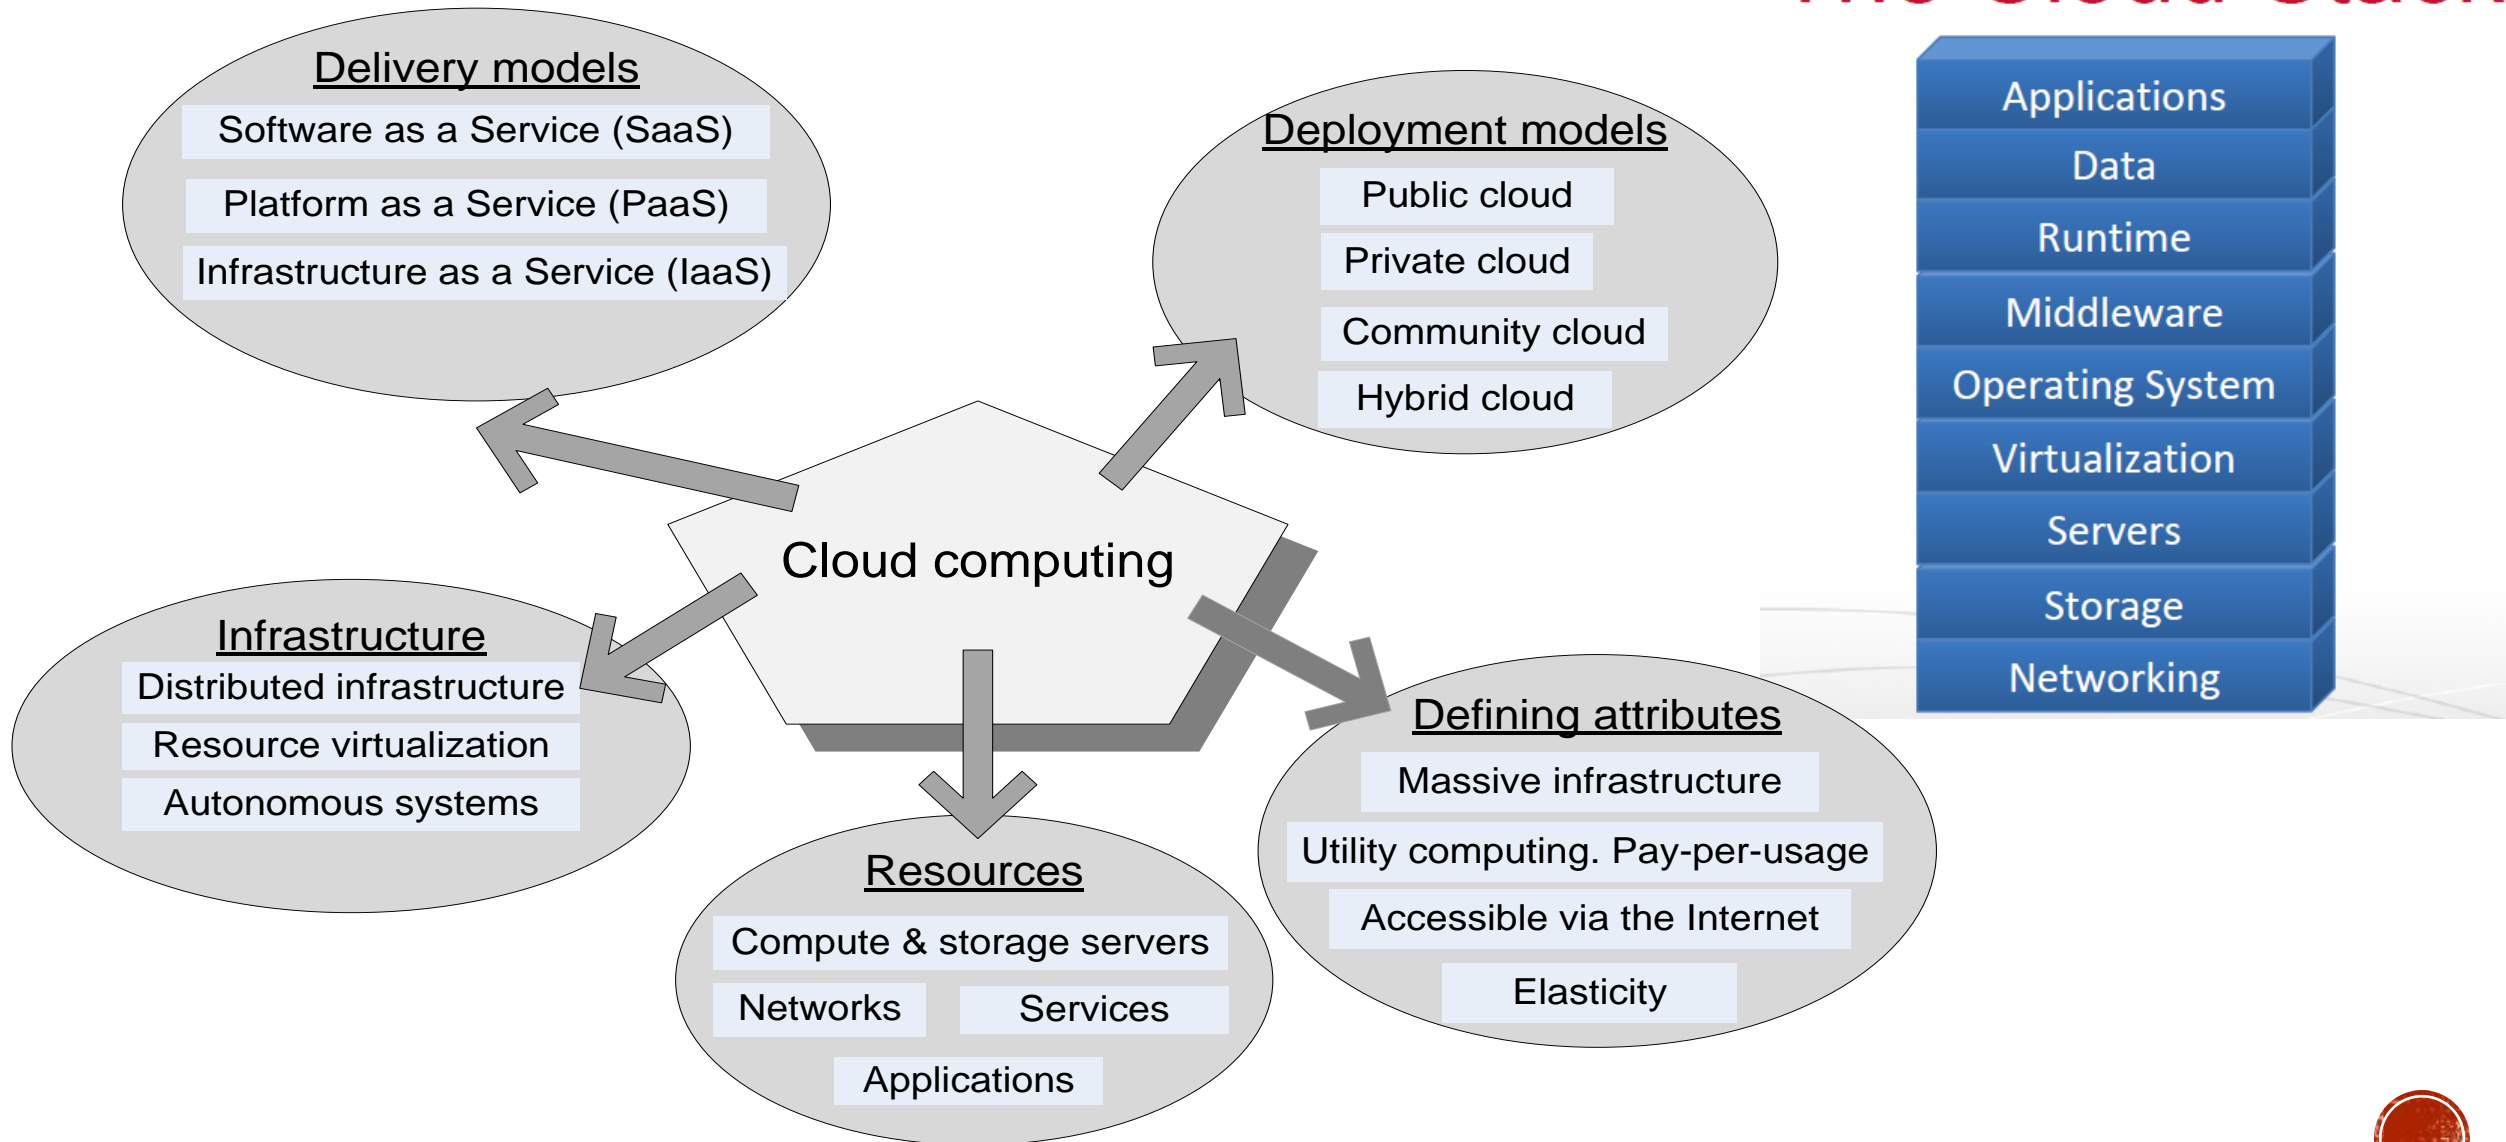 The Cloud Stack
Delivery models
Software as a Service (SaaS)
Platform as a Service (PaaS)
Infrastructure as a Service (IaaS)
Deployment models
Public cloud
Private cloud
Community cloud
Hybrid cloud
Cloud computing
Infrastructure
Distributed infrastructure
Resource virtualization
Autonomous systems
Resources
Compute & storage servers
Networks Services
Applications
Defining attributes
Massive infrastructure
Utility computing. Pay-per-usage
Accessible via the Internet
Elasticity
Applications
Data
Runtime
Middleware
Operating System
Virtualization
Servers
Storage
Networking